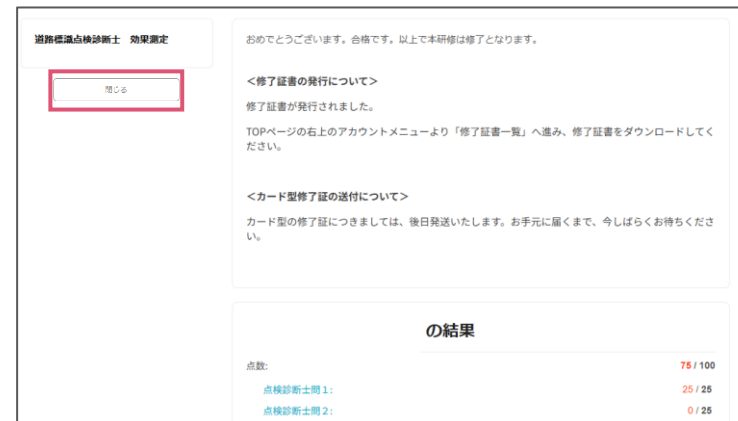 道路標識点検診断士　効果測定
閉じる
おめでとうございます。合格です。以上で本研修は修了となります。
＜修了証書の発行について＞
修了証書が発行されました。
TOPページの右上のアカウントメニューより「修了証書一覧」へ進み、修了証書をダウンロードしてく
ださい。
＜カード型修了証の送付について＞
カード型の修了証につきましては、後日発送いたします。お手元に届くまで、今しばらくお待ちくださ
い。
の結果
点数: 75 / 100
点検診断士問１: 25 / 25
点検診断士問２: 0 / 25